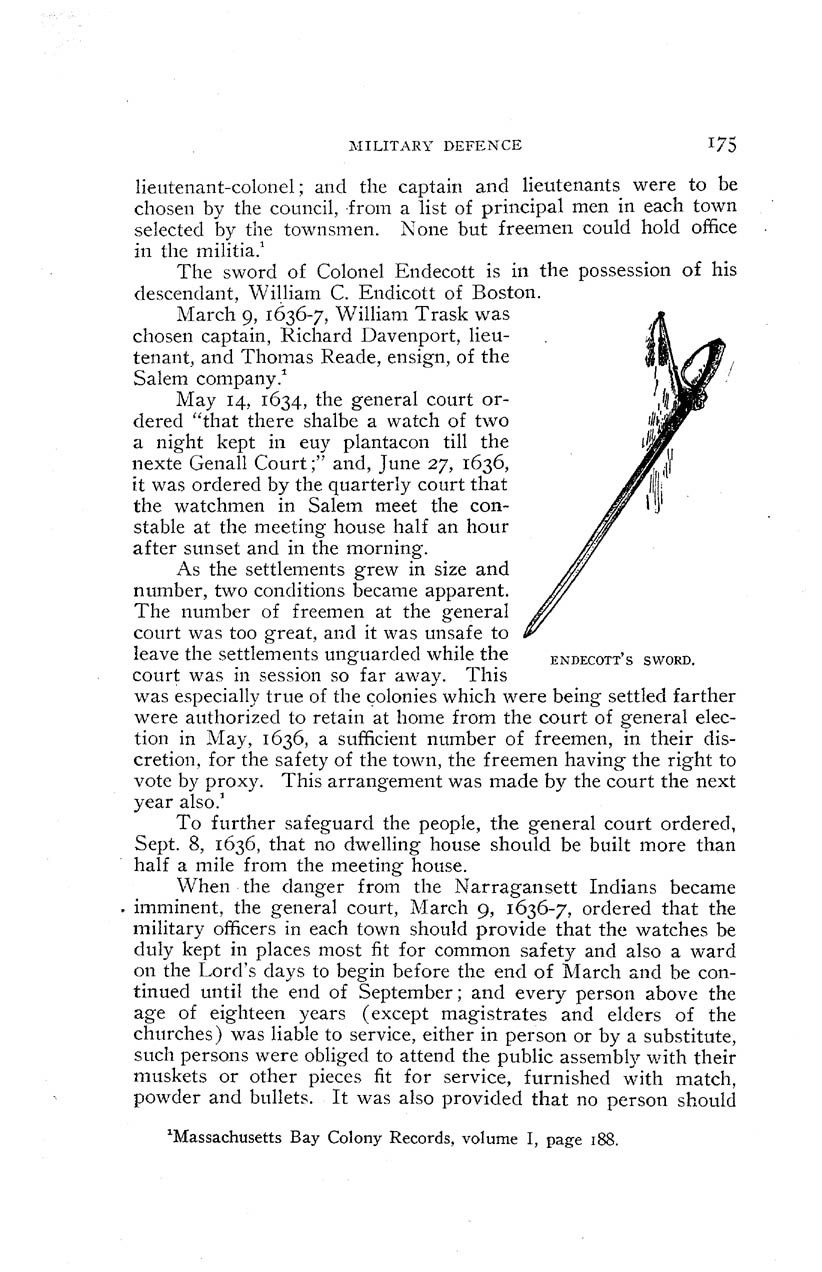 MILITARY DEFENCE 175
lieutenant-colonel; and the captain and lieutenants were to be
chosen by the council, from a list of principal men in each town
selected by the townsmen. None but freemen could hold office
in the militia.¹
The sword of Colonel Endecott is in the possession of his
descendant, William C. Endicott of Boston.
March 9, 1636-7, William Trask was
chosen captain, Richard Davenport, lieu-
tenant, and Thomas Reade, ensign, of the
Salem company.¹
May 14, 1634, the general court or-
dered “that there shalbe a watch of two
a night kept in euy plantacon till the
nexte Genall Court;” and, June 27, 1636,
it was ordered by the quarterly court that
the watchmen in Salem meet the con-
stable at the meeting house half an hour
after sunset and in the morning.
As the settlements grew in size and
number, two conditions became apparent.
The number of freemen at the general
court was too great, and it was unsafe to
leave the settlements unguarded while the
court was in session so far away. This
ENDECOTT'S SWORD.
was especially true of the colonies which were being settled farther
were authorized to retain at home from the court of general elec-
tion in May, 1636, a sufficient number of freemen, in their dis-
cretion, for the safety of the town, the freemen having the right to
vote by proxy. This arrangement was made by the court the next
year also.¹
To further safeguard the people, the general court ordered,
Sept. 8, 1636, that no dwelling house should be built more than
half a mile from the meeting house.
When the danger from the Narragansett Indians became
imminent, the general court, March 9, 1636-7, ordered that the
military officers in each town should provide that the watches be
duly kept in places most fit for common safety and also a ward
on the Lord's days to begin before the end of March and be con-
tinued until the end of September; and every person above the
age of eighteen years (except magistrates and elders of the
churches) was liable to service, either in person or by a substitute,
such persons were obliged to attend the public assembly with their
muskets or other pieces fit for service, furnished with match,
powder and bullets. It was also provided that no person should
¹Massachusetts Bay Colony Records, volume I, page 188.